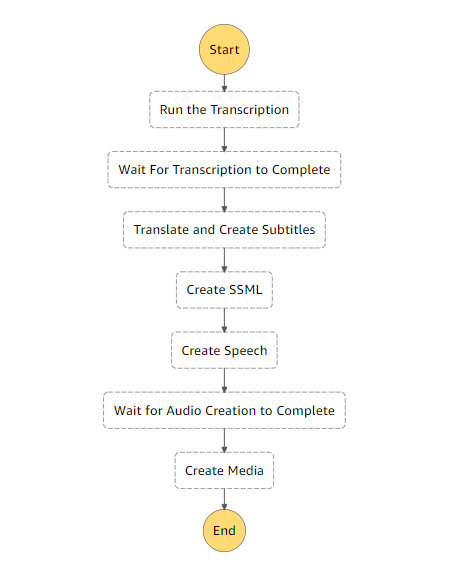 Start
Run the Transcription
Wait For Transcription to Complete
Translate and Create Subtitles
Create SSML
Create Speech
Wait for Audio Creation to Complete
Create Media
End